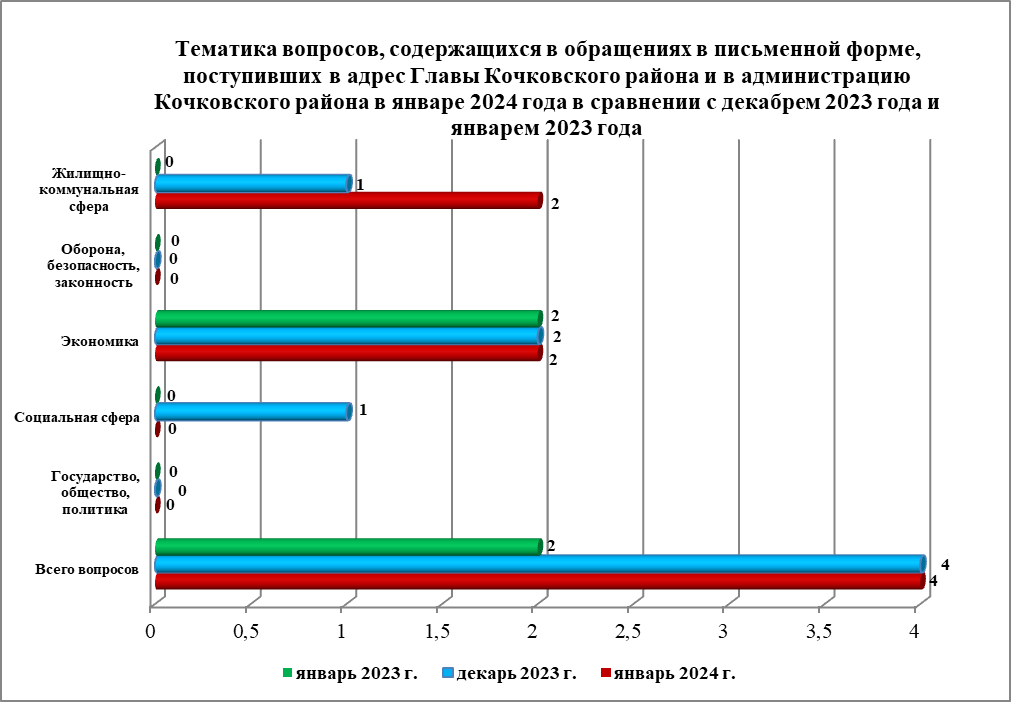 Тематика вопросов, содержащихся в обращениях в письменной форме,
поступивших в адрес Главы Кочковского района и в администрацию
Кочковского района в январе 2024 года в сравнении с декабрем 2023 года и
январем 2023 года
Жилищно-
коммунальная
сфера
0
1
2
Оборона,
безопасность,
законность
0
0
0
Экономика
2
2
2
Социальная сфера
0
1
0
Государство,
общество,
политика
0
0
0
Всего вопросов
2
4
4
0 0,5 1 1,5 2 2,5 3 3,5 4
январь 2023 г. декарь 2023 г. январь 2024 г.